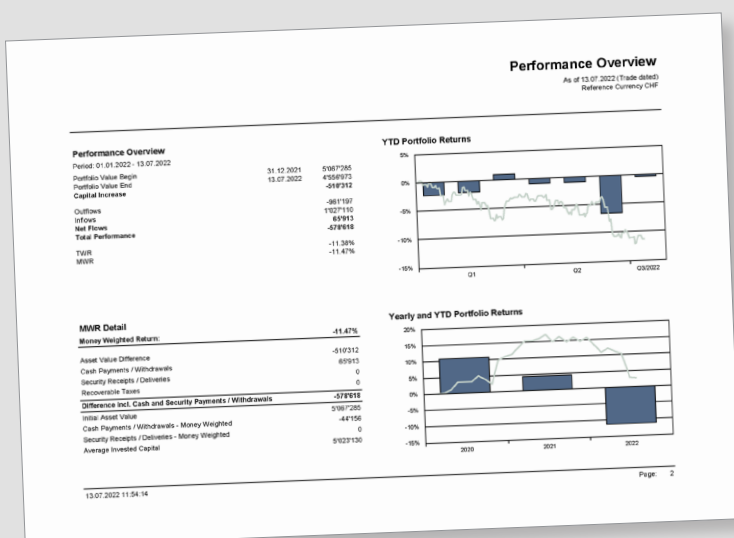 Performance Overview
As of 13.07.2022 (Trade dated)
Reference Currency CHF
Performance Overview
Period: 01.01.2022 - 13.07.2022
Portfolio Value Begin 31.12.2021 5'067'285
Portfolio Value End 13.07.2022 4'556'973
Capital Increase -510'312
Outflows -961'197
Inflows 1'027'110
Net Flows 65'913
Total Performance -578'618
TWR -11.38%
MWR -11.47%
YTD Portfolio Returns
5%
0%
-5%
-10%
-15%
Q1 Q2 Q3/2022
MWR Detail
Money Weighted Return: -11.47%
Asset Value Difference -510'312
Cash Payments / Withdrawals 65'913
Security Receipts / Deliveries 0
Recoverable Taxes 0
Difference incl. Cash and Security Payments / Withdrawals -578'618
Initial Asset Value 5'067'285
Cash Payments / Withdrawals - Money Weighted -44'156
Security Receipts / Deliveries - Money Weighted 0
Average Invested Capital 5'023'130
Yearly and YTD Portfolio Returns
20%
15%
10%
5%
0%
-5%
-10%
-15%
2020 2021 2022
13.07.2022 11:54:14
Page: 2